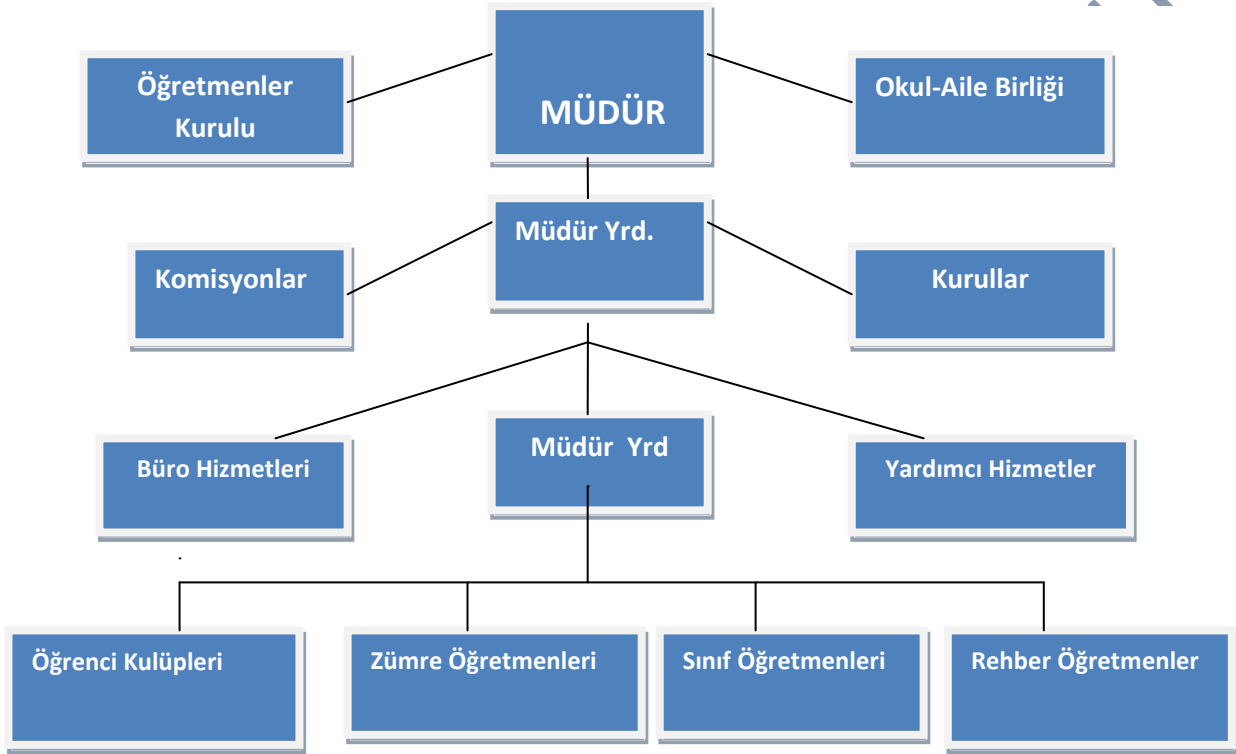 Öğretmenler
Kurulu
MÜDÜR
Okul-Aile Birliği
Komisyonlar
Müdür Yrd.
Kurullar
Büro Hizmetleri
Müdür Yrd
Yardımcı Hizmetler
Öğrenci Kulüpleri
Zümre Öğretmenleri
Sınıf Öğretmenleri
Rehber Öğretmenler